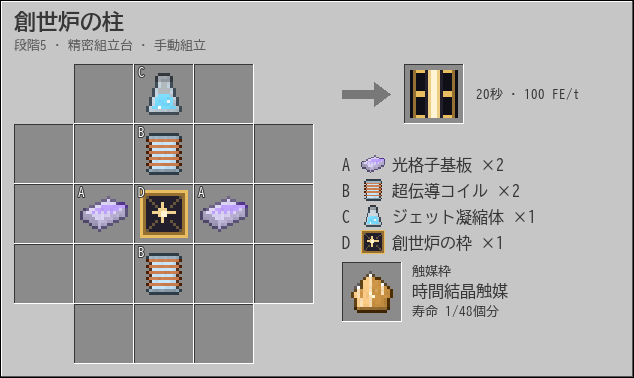 創世炉の柱
段階5 · 精密組立台 · 手動組立
C
B
A
D
A
B
20秒 · 100 FE/t
A 光格子基板 ×2
B 超伝導コイル ×2
C ジェット凝縮体 ×1
D 創世炉の枠 ×1
触媒枠
時間結晶触媒
寿命 1/48個分